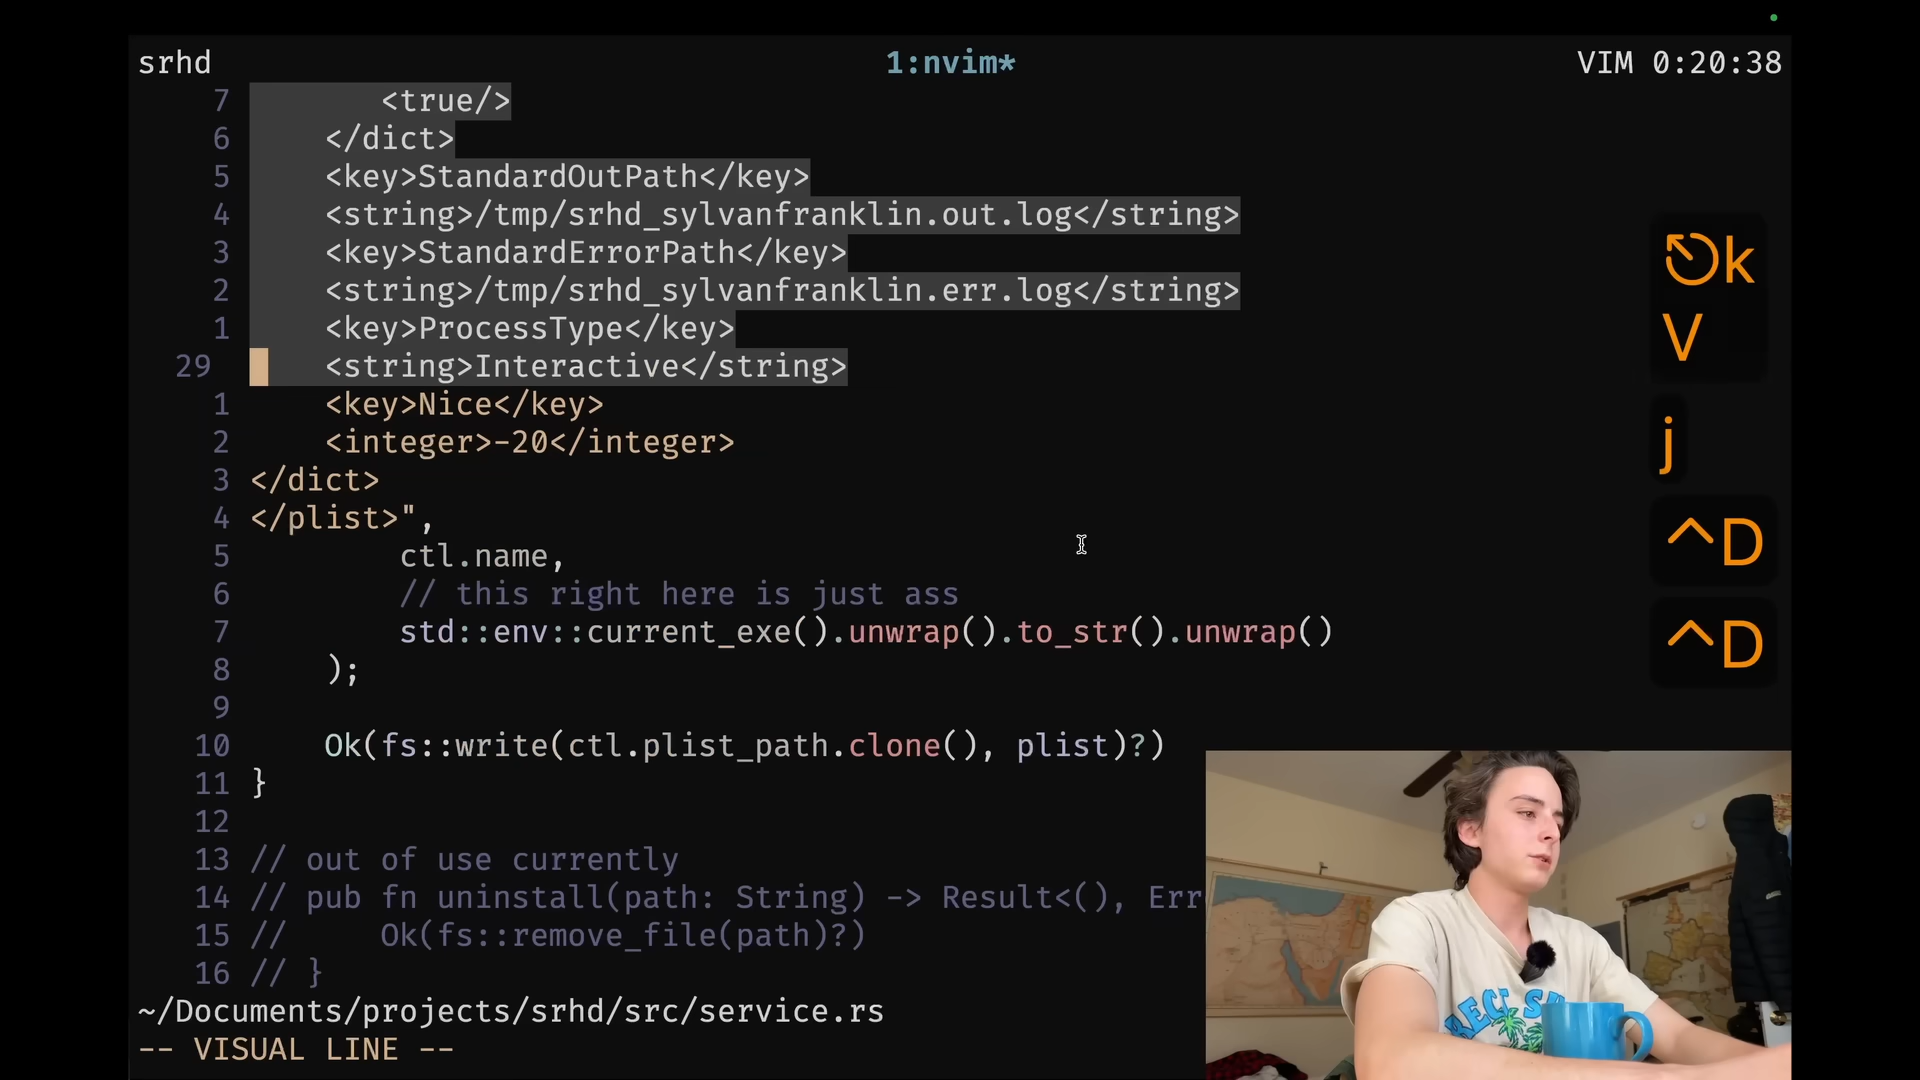 srhd 1:nvim* VIM 0:20:38
7 <true/>
6 </dict>
5 <key>StandardOutPath</key>
4 <string>/tmp/srhd_sylvanfranklin.out.log</string>
3 <key>StandardErrorPath</key>
2 <string>/tmp/srhd_sylvanfranklin.err.log</string>
1 <key>ProcessType</key>
29 <string>Interactive</string>
1 <key>Nice</key>
2 <integer>-20</integer>
3 </dict>
4 </plist>",
5 ctl.name,
6 // this right here is just ass
7 std::env::current_exe().unwrap().to_str().unwrap()
8 );
9
10 Ok(fs::write(ctl.plist_path.clone(), plist)?)
11 }
12
13 // out of use currently
14 // pub fn uninstall(path: String) -> Result<(), Err
15 // Ok(fs::remove_file(path)?)
16 // }
~/Documents/projects/srhd/src/service.rs
-- VISUAL LINE --
k
V
j
^D
^D